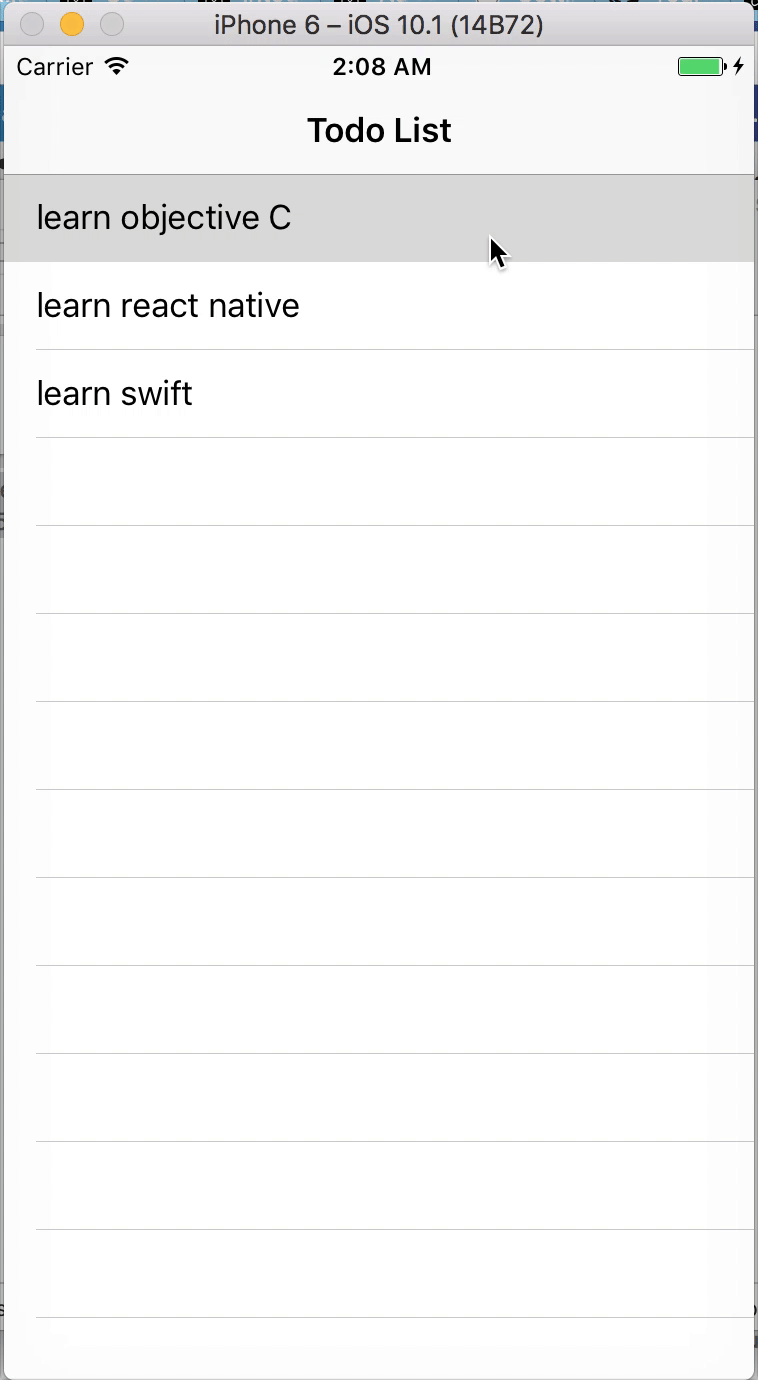 iPhone 6 – iOS 10.1 (14B72)
Carrier 2:08 AM
Todo List
learn objective C
learn react native
learn swift